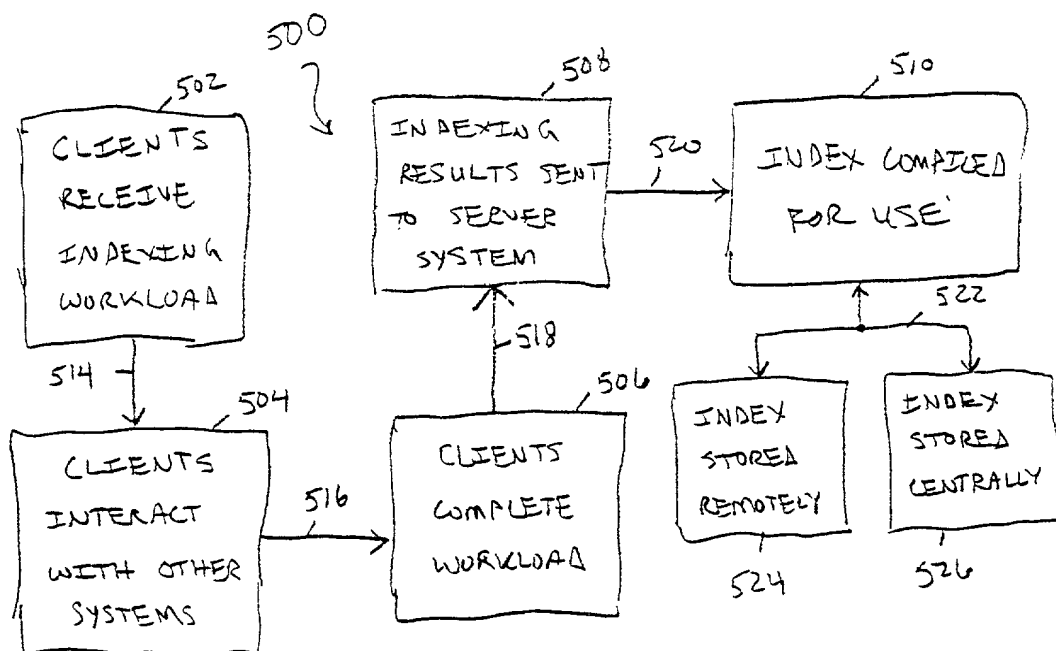 500
502
CLIENTS
RECEIVE
INDEXING
WORKLOAD
514
504
CLIENTS
INTERACT
WITH OTHER
SYSTEMS
516
506
CLIENTS
COMPLETE
WORKLOAD
518
508
INDEXING
RESULTS SENT
TO SERVER
SYSTEM
520
510
INDEX COMPILED
FOR USE
522
INDEX
STORED
REMOTELY
524
INDEX
STORED
CENTRALLY
526